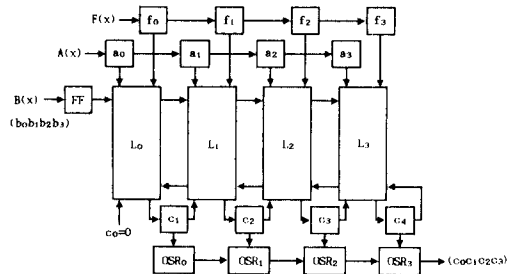 F(x) f₀ f₁ f₂ f₃
A(x) a₀ a₁ a₂ a₃
B(x) FF L₀ L₁ L₂ L₃
(b₀b₁b₂b₃)
c₀=0 c₁ c₂ c₃ c₄
OSR₀ OSR₁ OSR₂ OSR₃ (c₀c₁c₂c₃)